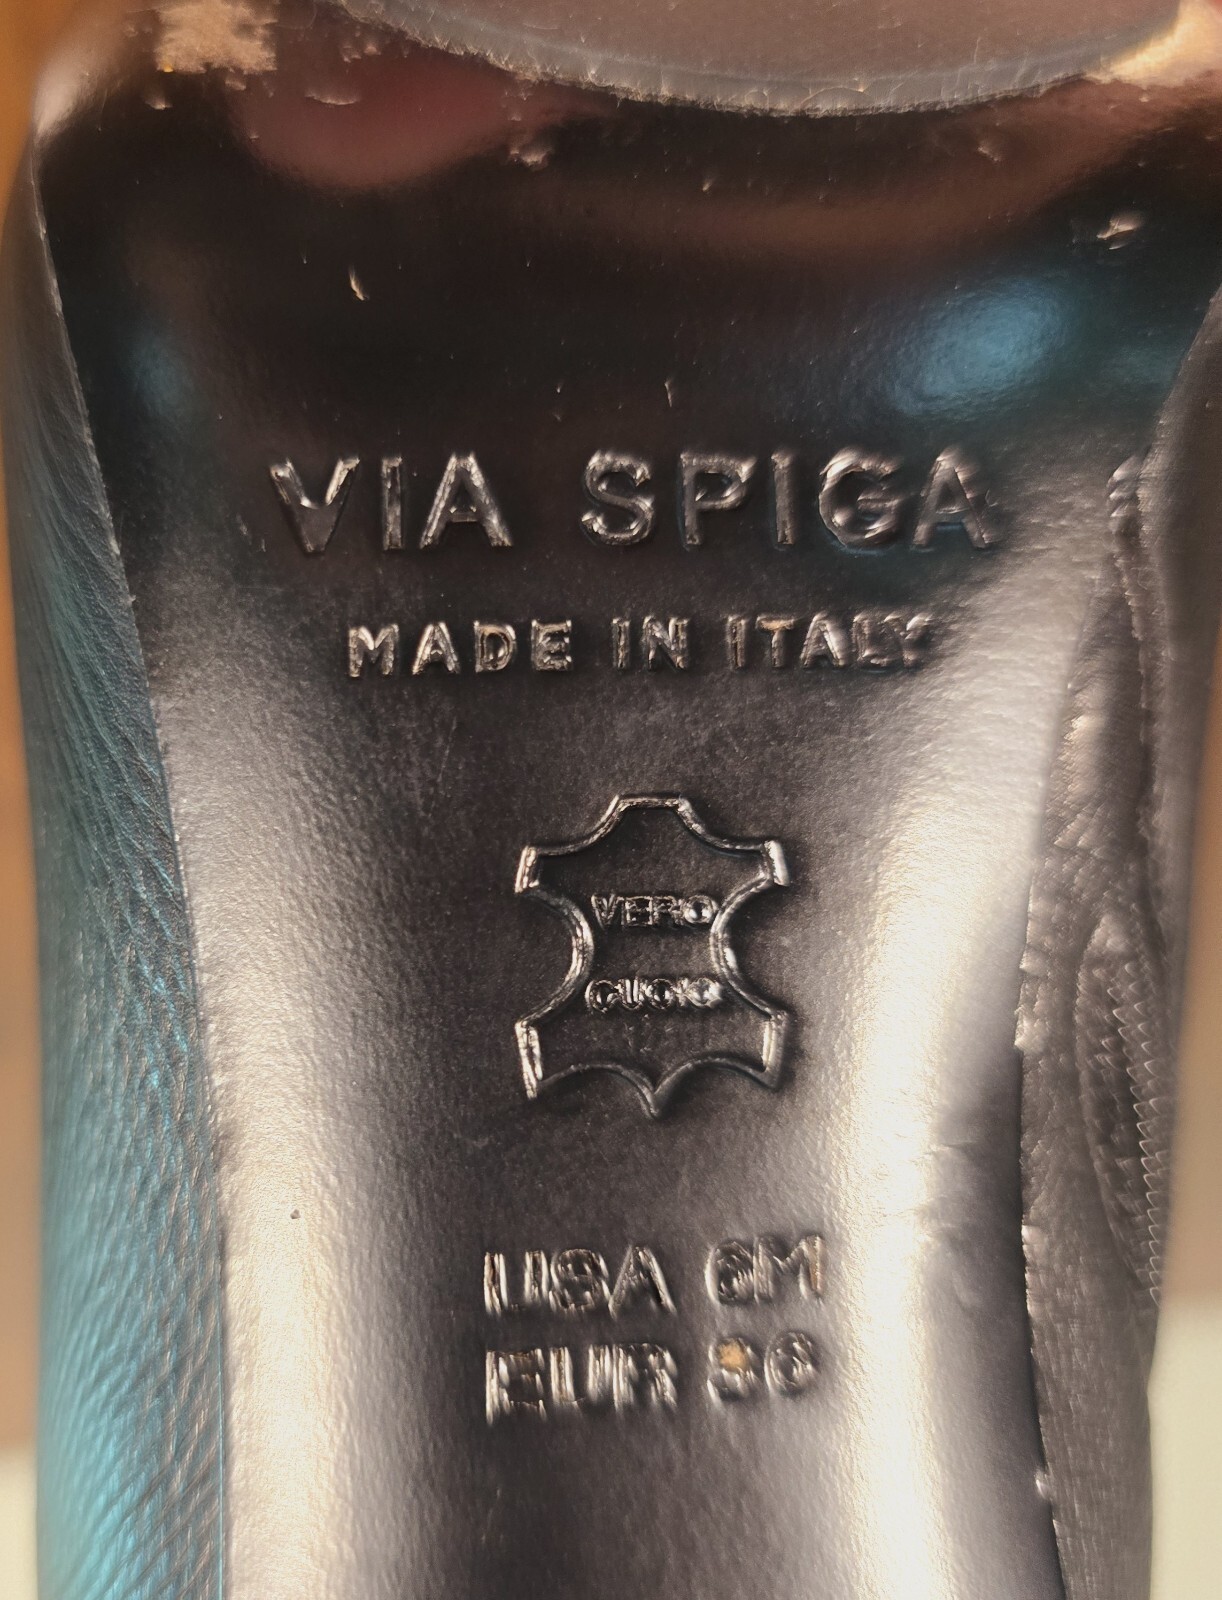 VIA SPIGA
MADE IN ITALY
VERO
CUOIO
USA 6M
EUR 36